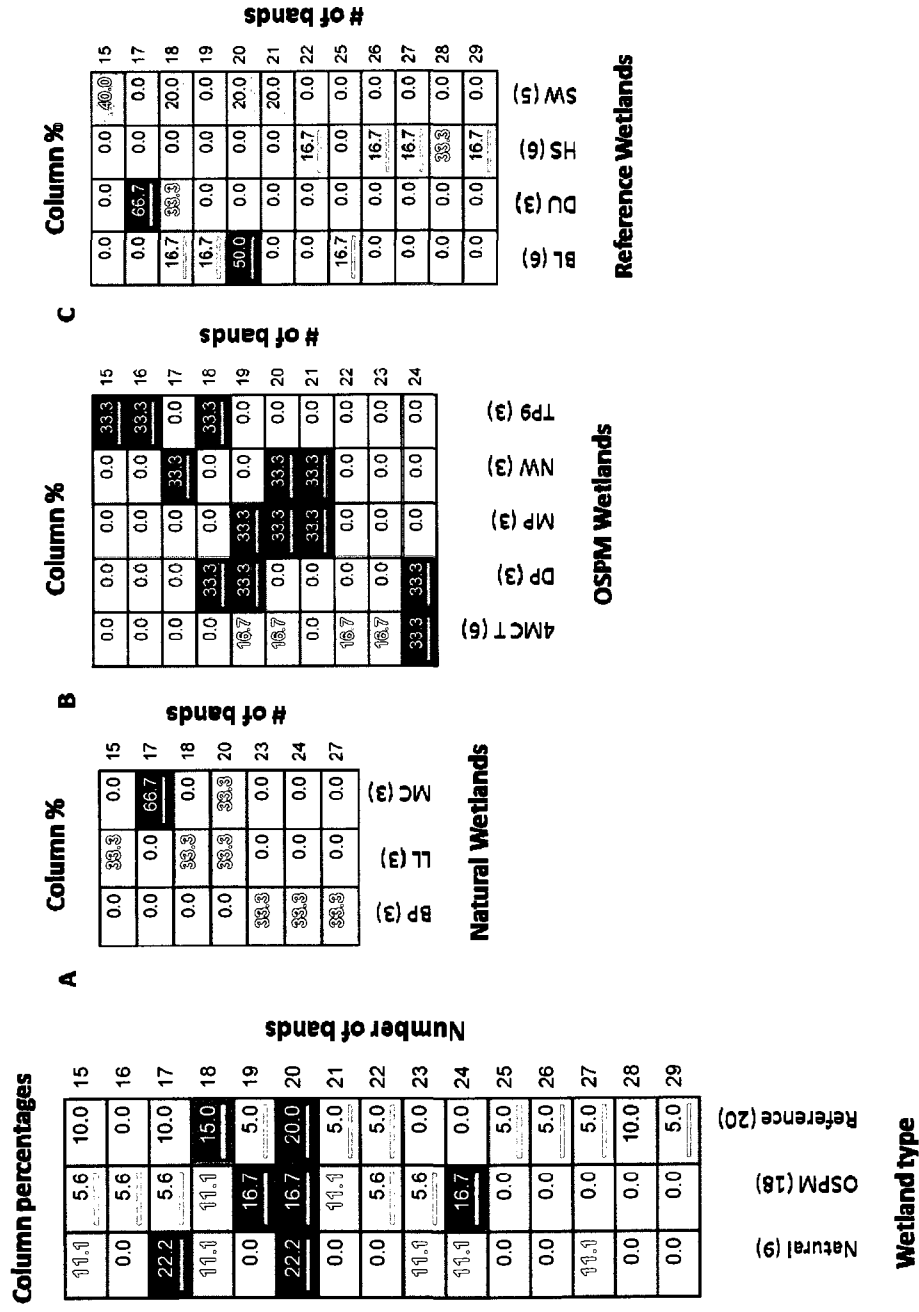 Column percentages
11.1 5.6 10.0 15
0.0 5.6 0.0 16
22.2 5.6 10.0 17
11.1 11.1 15.0 18
0.0 16.7 5.0 19
22.2 16.7 20.0 20
0.0 11.1 5.0 21
0.0 5.6 5.0 22
11.1 5.6 0.0 23
11.1 16.7 0.0 24
0.0 0.0 5.0 25
0.0 0.0 5.0 26
11.1 0.0 5.0 27
0.0 0.0 10.0 28
0.0 0.0 5.0 29
Natural (9) OSPM (18) Reference (20)
Number of bands
Wetland type
A
Column %
0.0 33.3 0.0 15
0.0 0.0 66.7 17
0.0 33.3 0.0 18
0.0 33.3 33.3 20
33.3 0.0 0.0 23
33.3 0.0 0.0 24
33.3 0.0 0.0 27
BP (3) LL (3) MC (3)
# of bands
Natural Wetlands
B
Column %
0.0 0.0 0.0 0.0 33.3 15
0.0 0.0 0.0 0.0 33.3 16
0.0 0.0 0.0 33.3 0.0 17
0.0 33.3 0.0 0.0 33.3 18
16.7 33.3 33.3 0.0 0.0 19
16.7 0.0 33.3 33.3 0.0 20
0.0 0.0 33.3 33.3 0.0 21
16.7 0.0 0.0 0.0 0.0 22
16.7 0.0 0.0 0.0 0.0 23
33.3 33.3 0.0 0.0 0.0 24
4MCT (6) DP (3) MP (3) NW (3) TP9 (3)
# of bands
OSPM Wetlands
C
Column %
0.0 0.0 0.0 40.0 15
0.0 66.7 0.0 0.0 17
16.7 33.3 0.0 20.0 18
16.7 0.0 0.0 0.0 19
50.0 0.0 0.0 20.0 20
0.0 0.0 0.0 20.0 21
0.0 0.0 16.7 0.0 22
16.7 0.0 0.0 0.0 25
0.0 0.0 16.7 0.0 26
0.0 0.0 16.7 0.0 27
0.0 0.0 33.3 0.0 28
0.0 0.0 16.7 0.0 29
BL (6) DU (3) HS (6) SW (5)
# of bands
Reference Wetlands